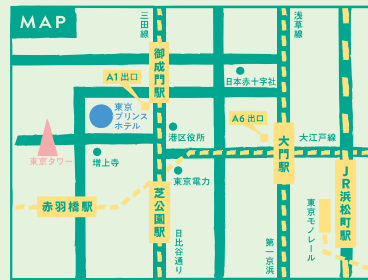 MAP
三田線
浅草線
御成門駅
A1出口
日本赤十字社
東京
プリンス
ホテル
A6出口
港区役所
大江戸線
大門駅
東京タワー
増上寺
東京電力
JR浜松町駅
赤羽橋駅
芝公園駅
日比谷通り
第一京浜
東京モノレール